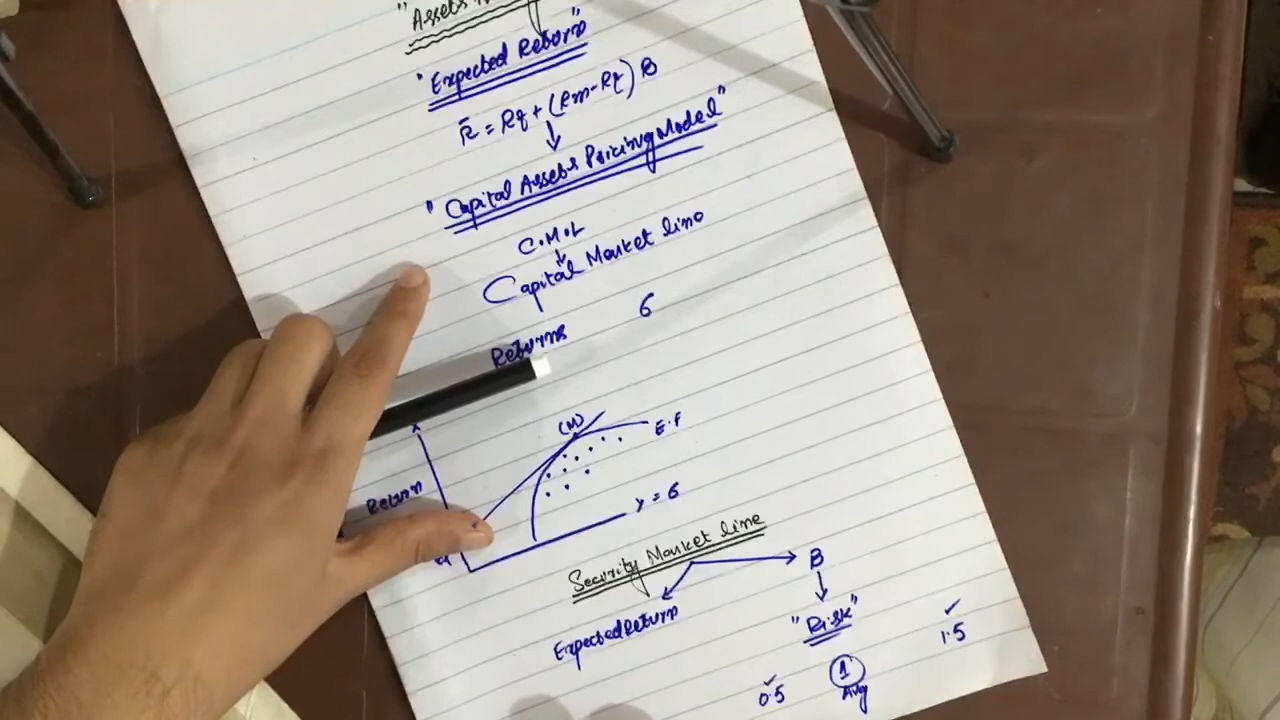 "Assets
"Expected Return"
R̄ = Rf + (Rm-Rf) B
"Capital Assets Pricing Model"
C.M.L
Capital Market line
Returns 6
(M)
E.F
Return
Y = 6
Security Market line
B
Expected Return
"Risk"
1.5
0.5
1
Avg